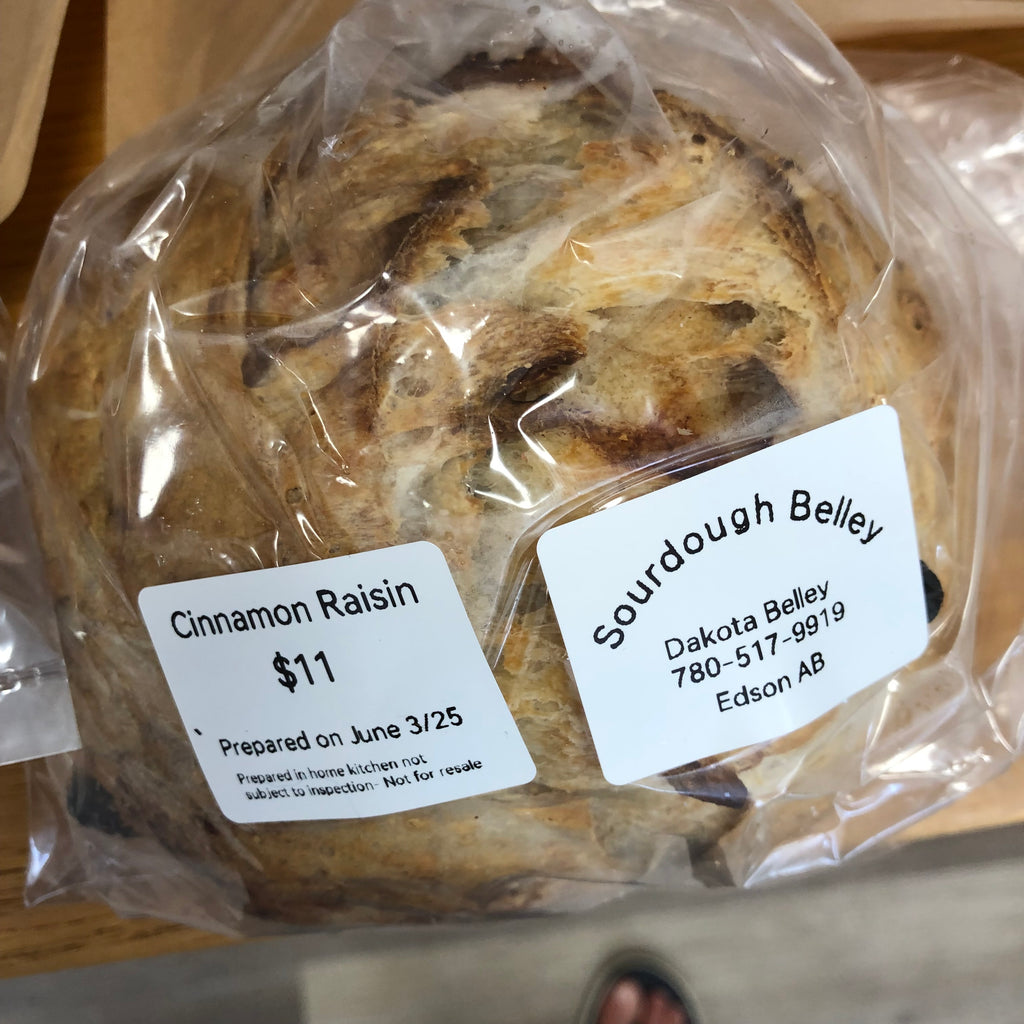 Cinnamon Raisin
$11
Prepared on June 3/25
Prepared in home kitchen not
subject to inspection- Not for resale
Sourdough Belley
Dakota Belley
780-517-9919
Edson AB